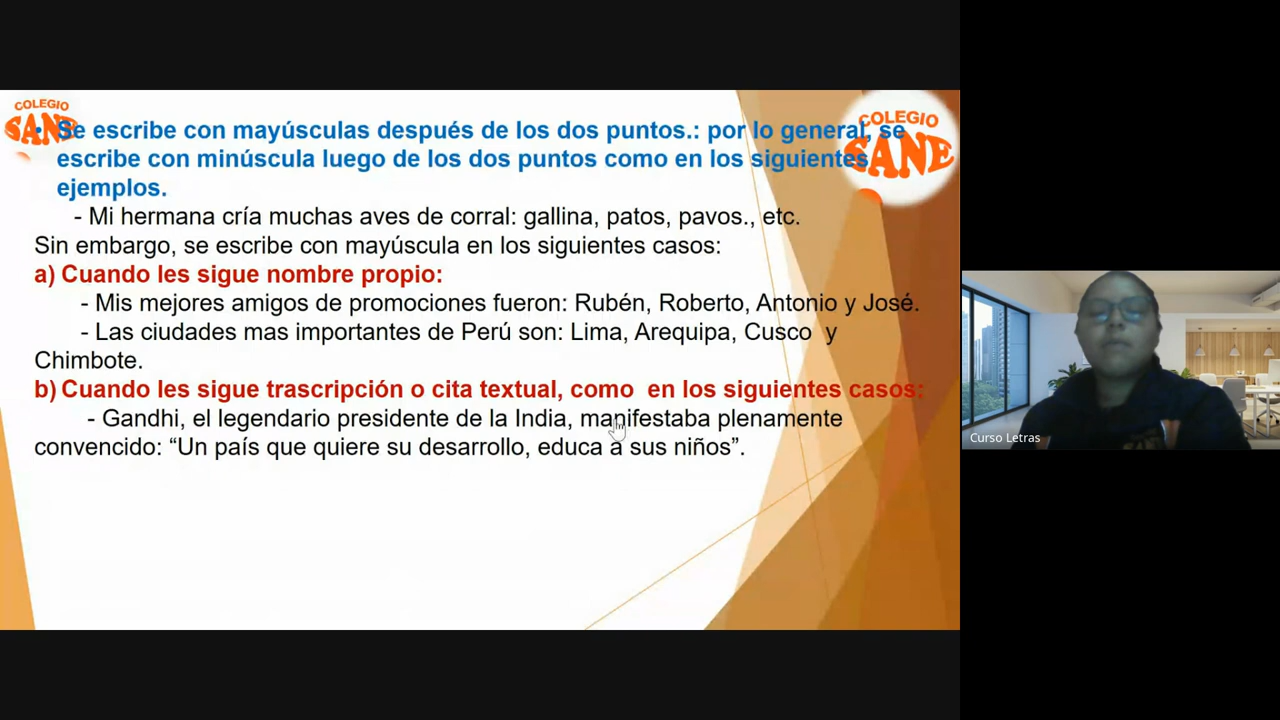 COLEGIO
SANE
COLEGIO
SANE
• Se escribe con mayúsculas después de los dos puntos.: por lo general, se
escribe con minúscula luego de los dos puntos como en los siguientes
ejemplos.
- Mi hermana cría muchas aves de corral: gallina, patos, pavos., etc.
Sin embargo, se escribe con mayúscula en los siguientes casos:
a) Cuando les sigue nombre propio:
- Mis mejores amigos de promociones fueron: Rubén, Roberto, Antonio y José.
- Las ciudades mas importantes de Perú son: Lima, Arequipa, Cusco y
Chimbote.
b) Cuando les sigue trascripción o cita textual, como en los siguientes casos:
- Gandhi, el legendario presidente de la India, manifestaba plenamente
convencido: “Un país que quiere su desarrollo, educa a sus niños”.
Curso Letras